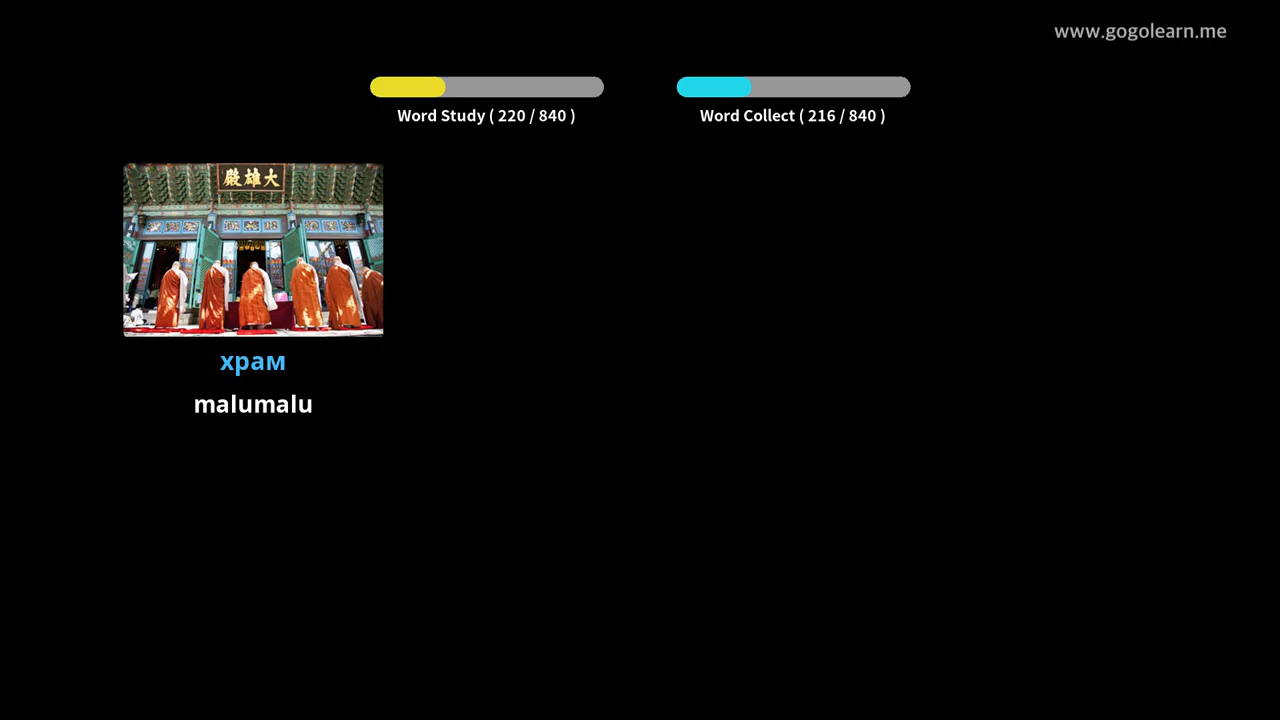 www.gogolearn.me
Word Study ( 220 / 840 )
Word Collect ( 216 / 840 )
殿雄大
храм
malumalu